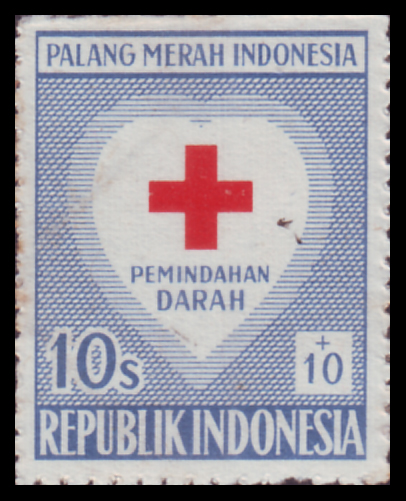 PALANG MERAH INDONESIA
PEMINDAHAN
DARAH
10s
+
10
REPUBLIK INDONESIA